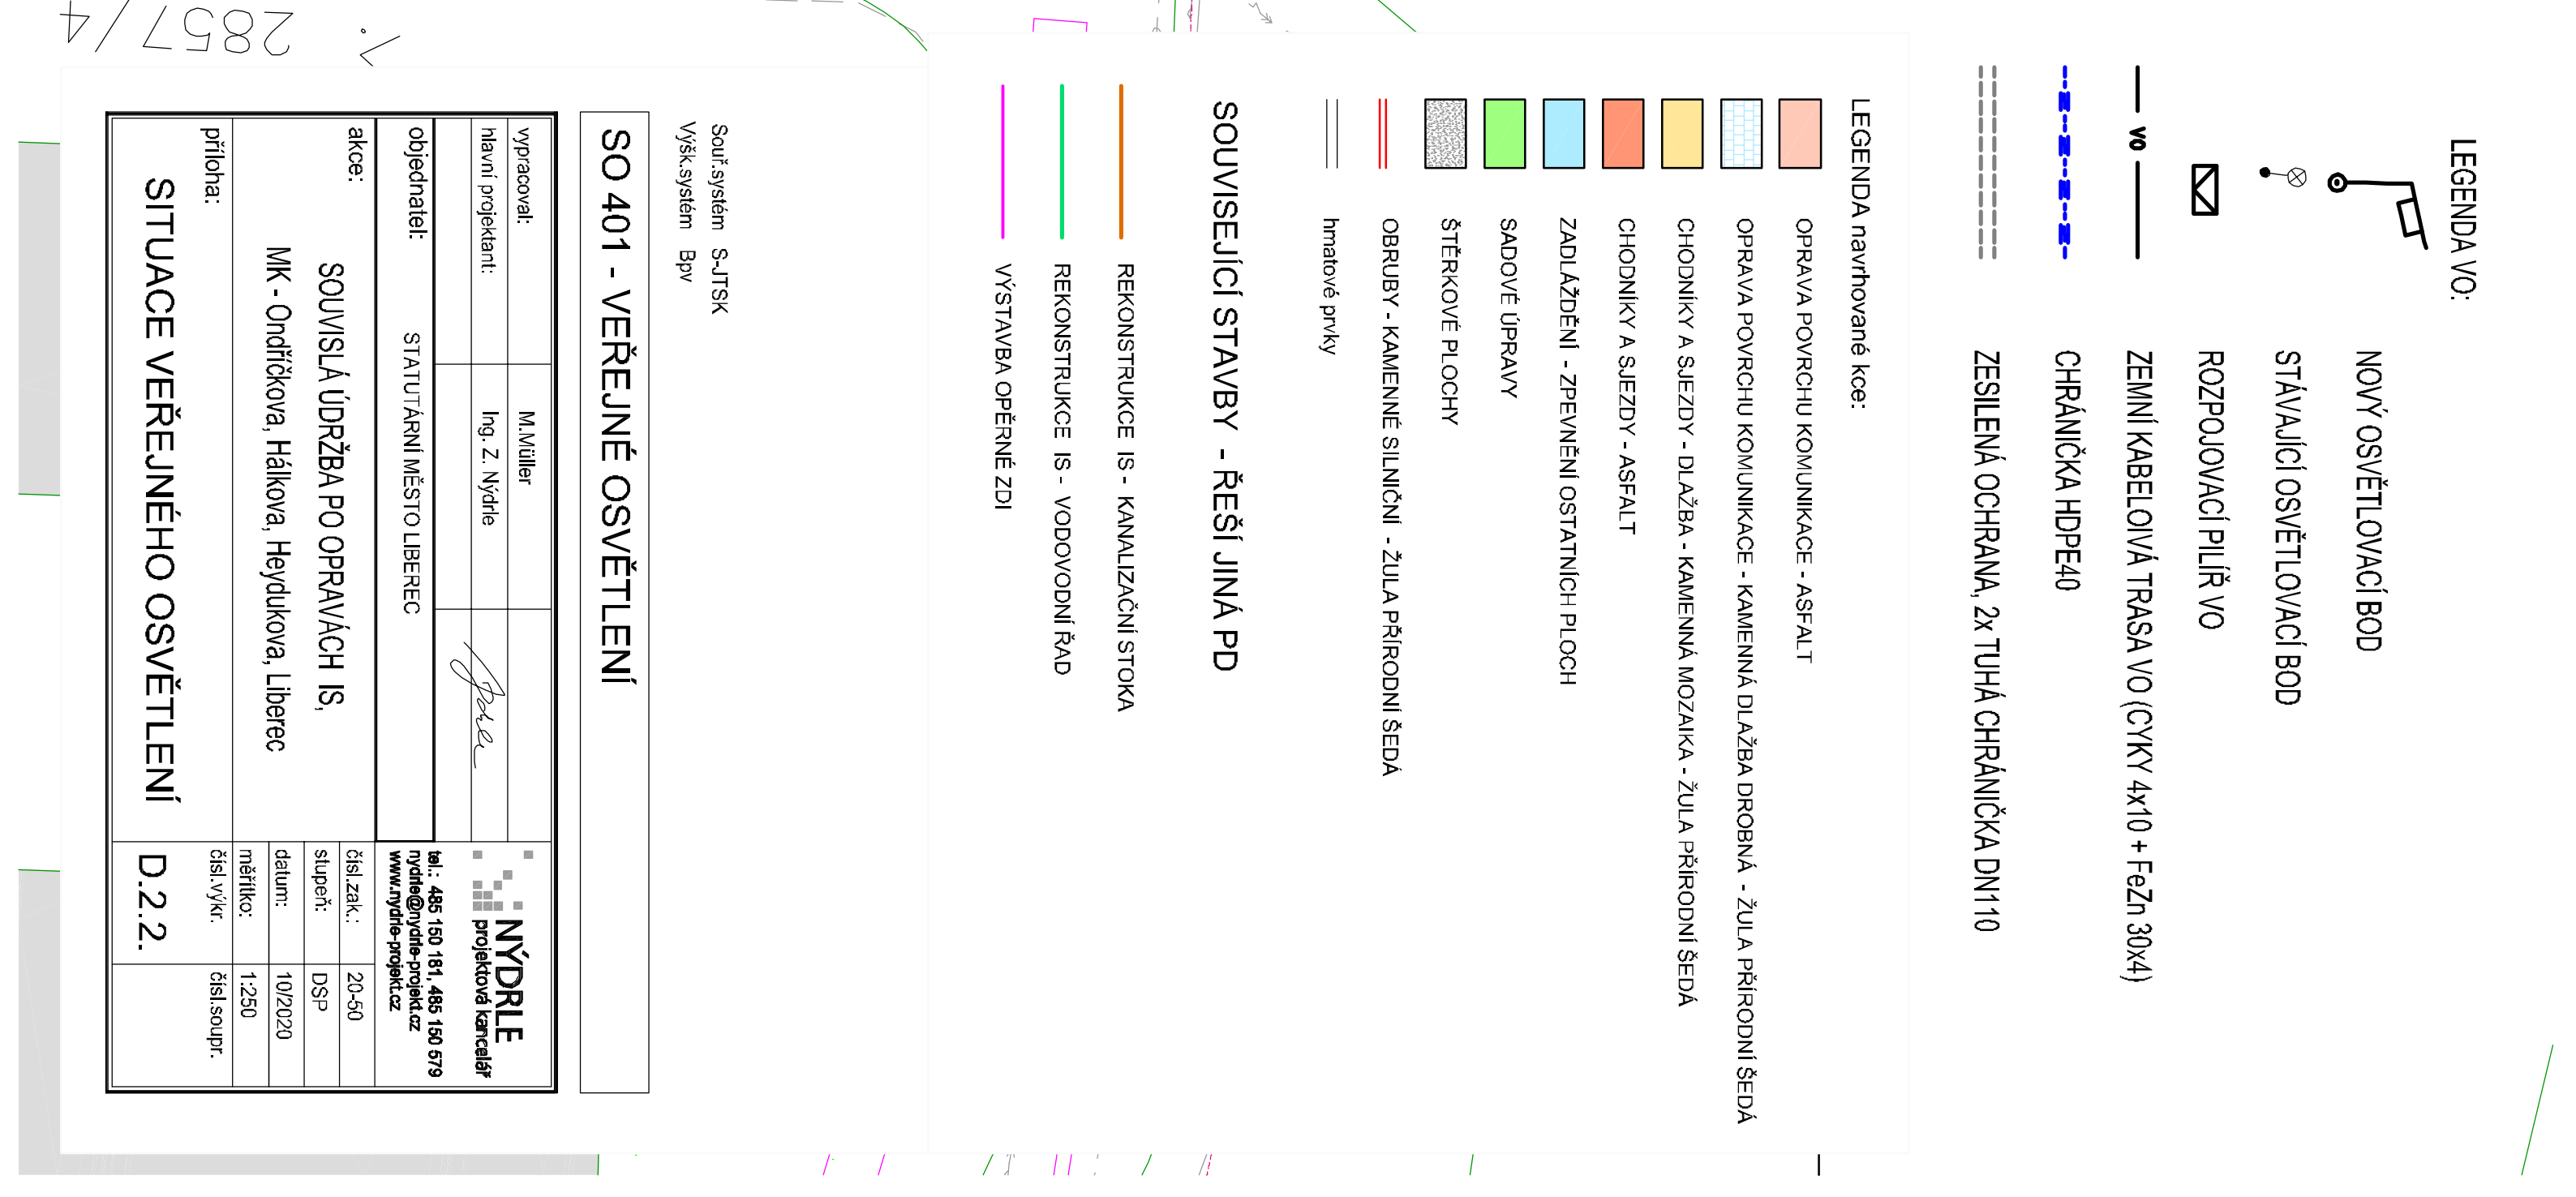 LEGENDA VO:
NOVÝ OSVĚTLOVACÍ BOD
STÁVAJÍCÍ OSVĚTLOVACÍ BOD
ROZPOJOVACÍ PILÍŘ VO
VO
ZEMNÍ KABELOIVÁ TRASA VO (CYKY 4x10 + FeZn 30x4)
CHRÁNIČKA HDPE40
ZESILENÁ OCHRANA, 2x TUHÁ CHRÁNIČKA DN110
LEGENDA navrhované kce:
OPRAVA POVRCHU KOMUNIKACE - ASFALT
OPRAVA POVRCHU KOMUNIKACE - KAMENNÁ DLAŽBA DROBNÁ - ŽULA PŘÍRODNÍ ŠEDÁ
CHODNÍKY A SJEZDY - DLAŽBA - KAMENNÁ MOZAIKA - ŽULA PŘÍRODNÍ ŠEDÁ
CHODNÍKY A SJEZDY - ASFALT
ZADLÁŽDĚNÍ - ZPEVNĚNÍ OSTATNÍCH PLOCH
SADOVÉ ÚPRAVY
ŠTĚRKOVÉ PLOCHY
OBRUBY - KAMENNÉ SILNIČNÍ - ŽULA PŘÍRODNÍ ŠEDÁ
hmatové prvky
SOUVISEJÍCÍ STAVBY - ŘEŠÍ JINÁ PD
REKONSTRUKCE IS - KANALIZAČNÍ STOKA
REKONSTRUKCE IS - VODOVODNÍ ŘAD
VÝSTAVBA OPĚRNÉ ZDI
Souř.systém S-JTSK
Výšk.systém Bpv
SO 401 - VEŘEJNÉ OSVĚTLENÍ
vypracoval: M.Müller
hlavní projektant: Ing. Z. Nýdrle
NÝDRLE
projektová kancelář
tel.: 485 150 181, 485 150 579
nydrle@nydrle-projekt.cz
www.nydrle-projekt.cz
objednatel: STATUTÁRNÍ MĚSTO LIBEREC
akce: SOUVISLÁ ÚDRŽBA PO OPRAVÁCH IS,
MK - Ondříčkova, Hálkova, Heydukova, Liberec
čísl.zak.: 20-50
stupeň: DSP
datum: 10/2020
měřítko: 1:250
příloha: SITUACE VEŘEJNÉHO OSVĚTLENÍ
čísl.výkr. D.2.2.
čísl.soupr.
2857/4